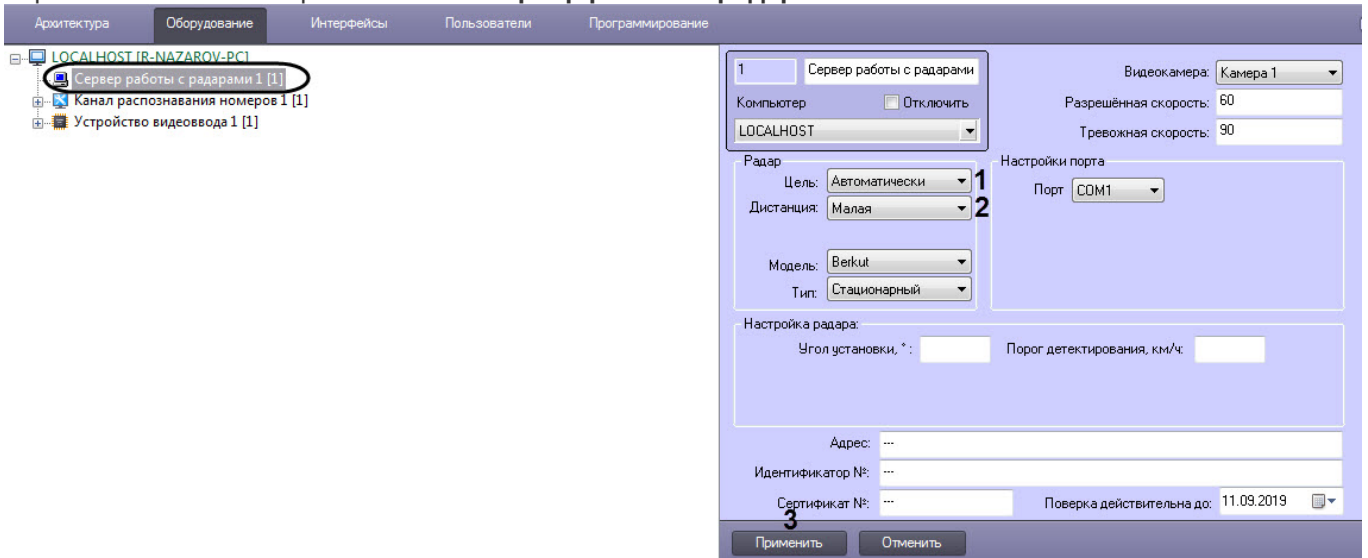 Архитектура Оборудование Интерфейсы Пользователи Программирование
LOCALHOST [R-NAZAROV-PC]
Сервер работы с радарами 1 [1]
Канал распознавания номеров 1 [1]
Устройство видеоввода 1 [1]
1 Сервер работы с радарами
Компьютер Отключить
LOCALHOST
Видеокамера: Камера 1
Разрешённая скорость: 60
Тревожная скорость: 90
Радар
Цель: Автоматически 1
Дистанция: Малая 2
Модель: Berkut
Тип: Стационарный
Настройки порта
Порт COM1
Настройка радара:
Угол установки, ° : Порог детектирования, км/ч:
Адрес: ---
Идентификатор №: ---
Сертификат №: --- Поверка действительна до: 11.09.2019
3
Применить Отменить